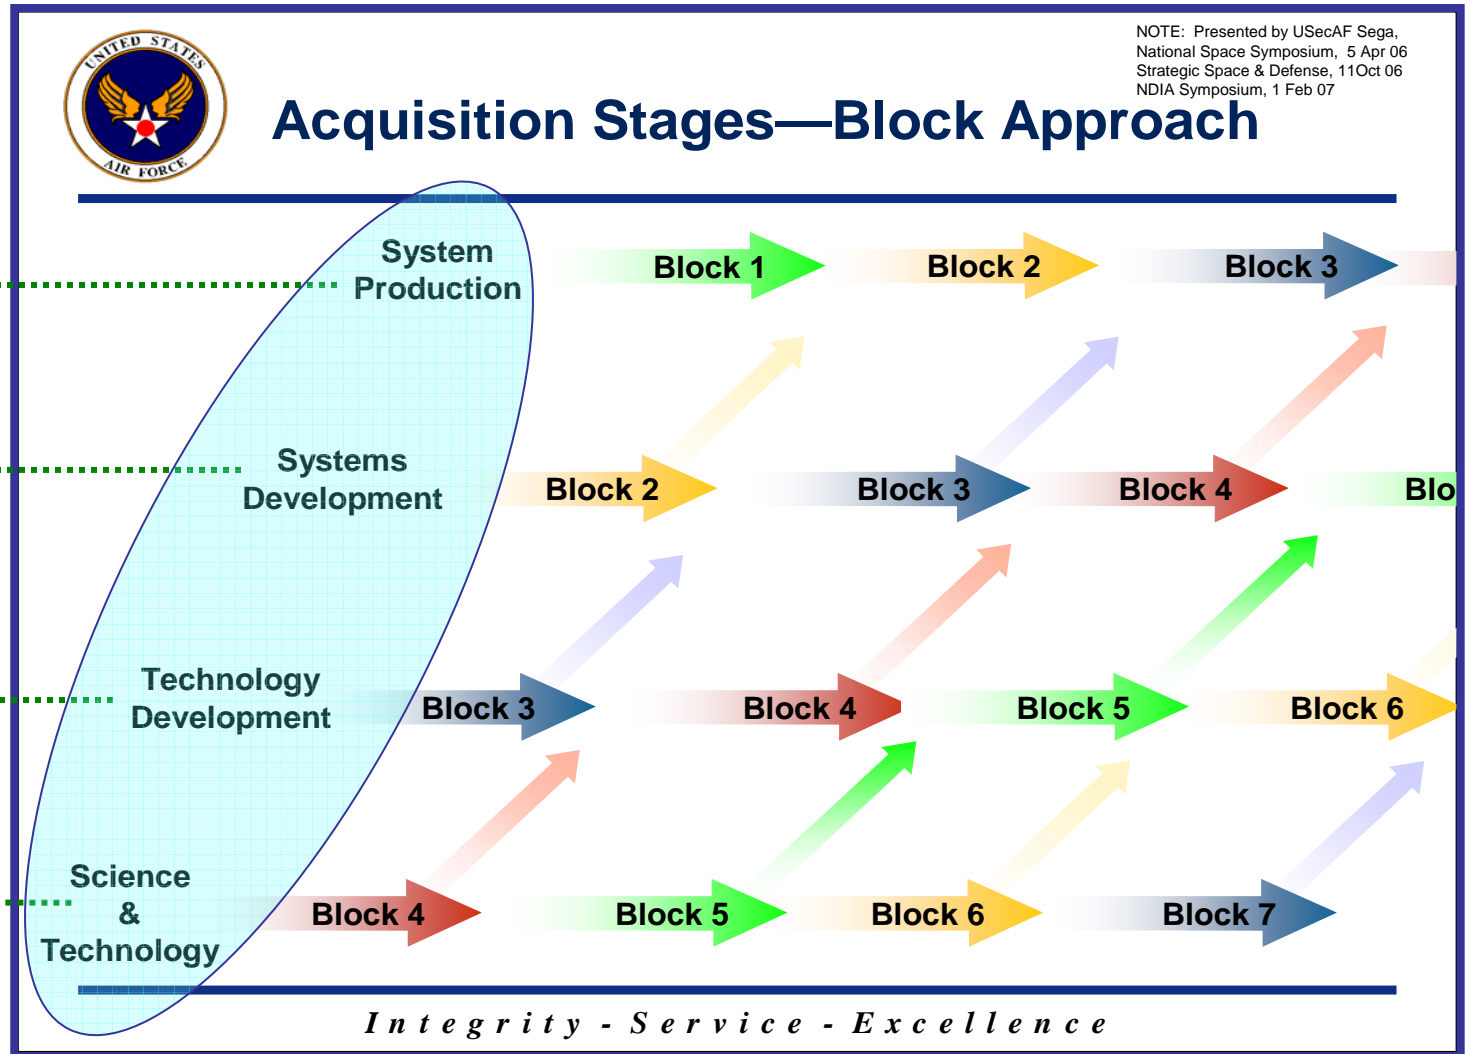 NOTE: Presented by USecAF Sega,
National Space Symposium, 5 Apr 06
Strategic Space & Defense, 11Oct 06
NDIA Symposium, 1 Feb 07
UNITED STATES
AIR FORCE
Acquisition Stages—Block Approach
System
Production
Block 1
Block 2
Block 3
Systems
Development
Block 2
Block 3
Block 4
Blo
Technology
Development
Block 3
Block 4
Block 5
Block 6
Science
&
Technology
Block 4
Block 5
Block 6
Block 7
Integrity - Service - Excellence